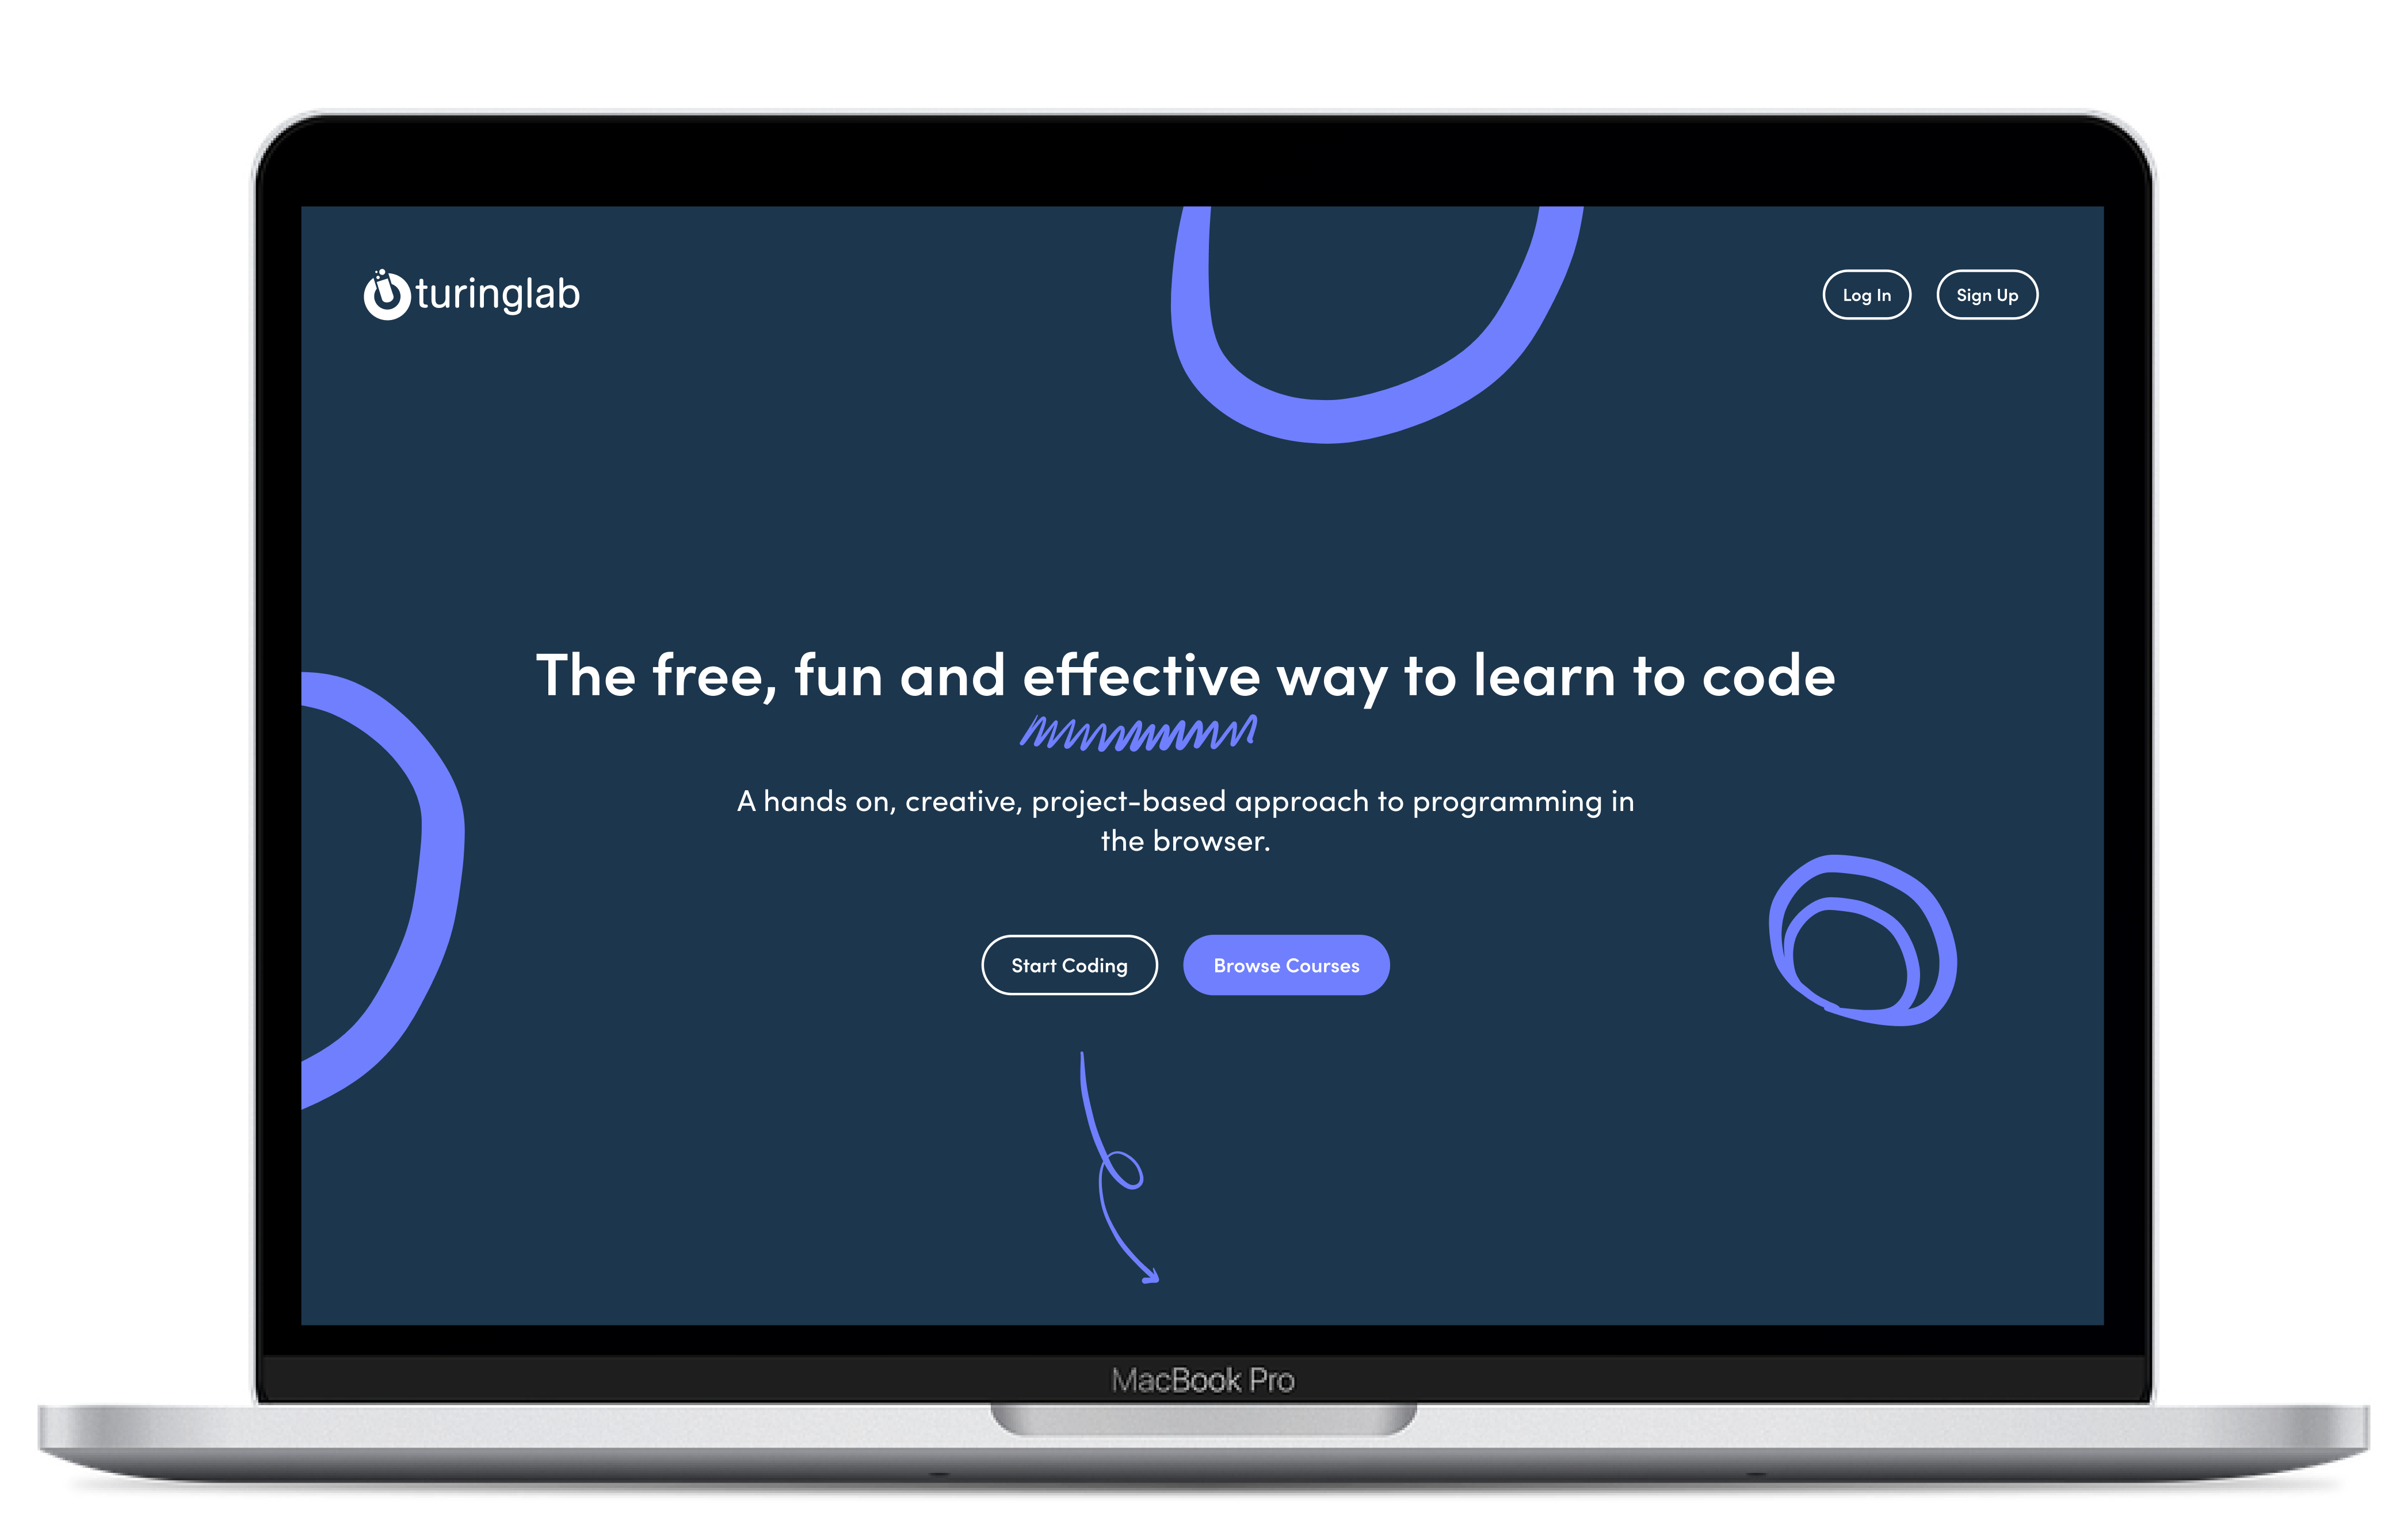 turinglab
Log In
Sign Up
The free, fun and effective way to learn to code
A hands on, creative, project-based approach to programming in
the browser.
Start Coding
Browse Courses
MacBook Pro